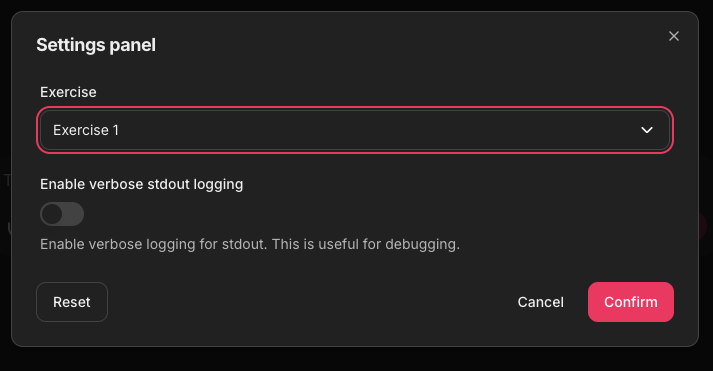 Settings panel
Exercise
Exercise 1
Enable verbose stdout logging
Enable verbose logging for stdout. This is useful for debugging.
Reset
Cancel
Confirm